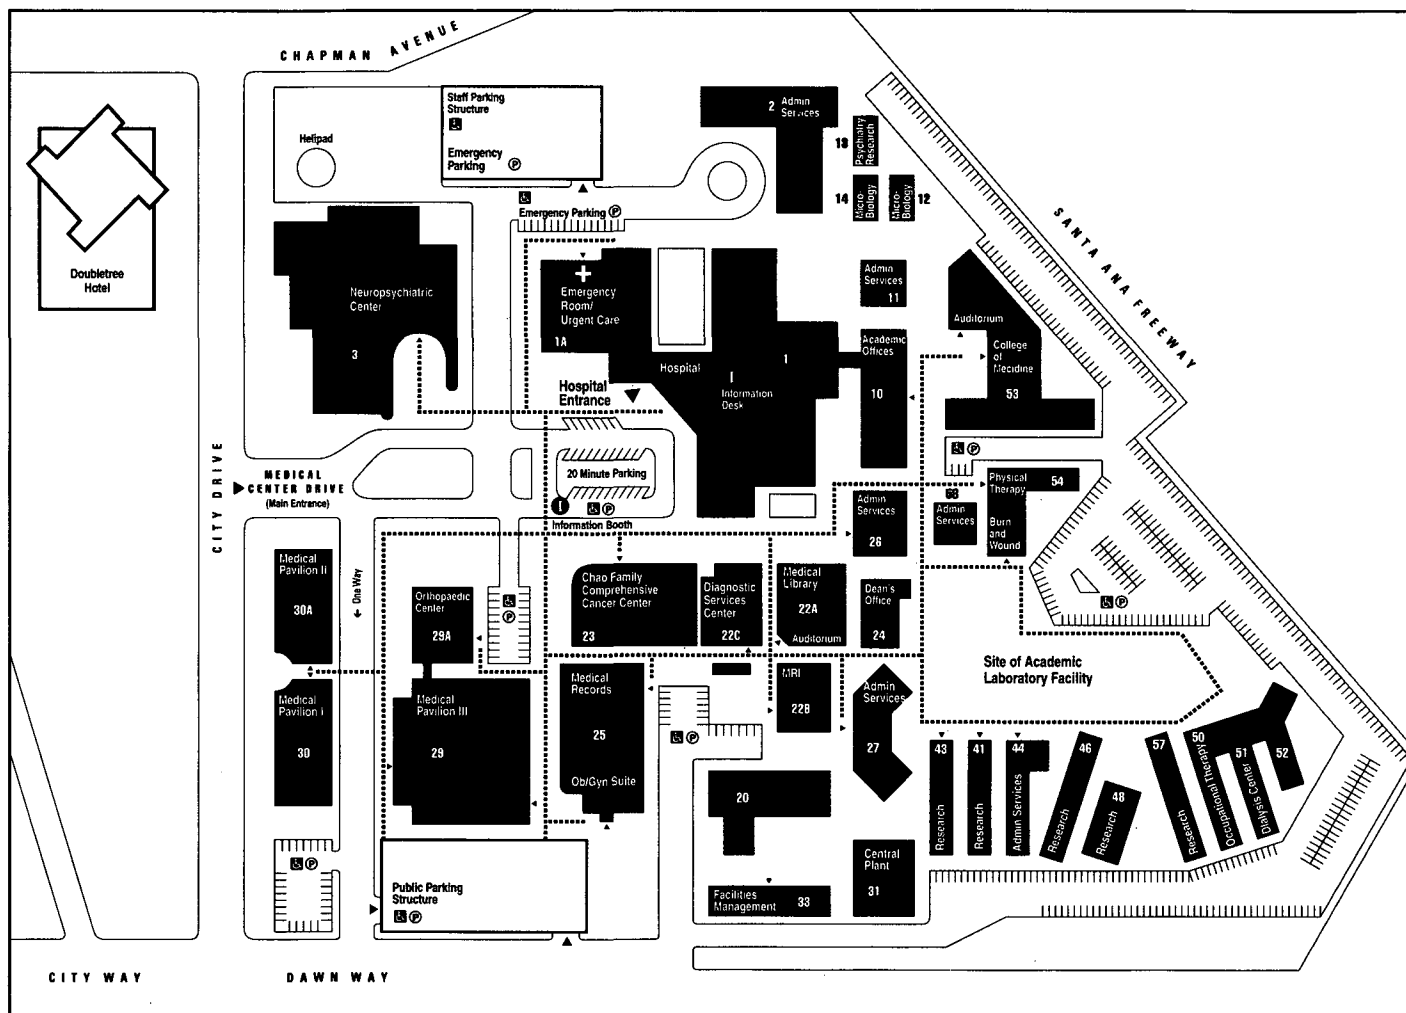 CHAPMAN AVENUE
Staff Parking
Structure
Emergency
Parking P
Helipad
2 Admin
Services
13
Psychiatry
Research
14
Micro-
Biology
Micro-
Biology
12
P
Emergency Parking P
SANTA ANA FREEWAY
Doubletree
Hotel
Neuropsychiatric
Center
3
Emergency
Room/
Urgent Care
1A
Hospital
1
I
Information
Desk
Admin
Services
11
Academic
Offices
10
Auditorium
College
of
Mecidine
53
Hospital
Entrance
CITY DRIVE
MEDICAL
CENTER DRIVE
(Main Entrance)
20 Minute Parking
I
P
Information Booth
P
Physical
Therapy
54
Burn
and
Wound
Admin
Services
26
Admin
Services
Medical
Pavilion II
30A
One Way
Orthopaedic
Center
29A
P
Chao Family
Comprehensive
Cancer Center
23
Diagnostic
Services
Center
22C
Medical
Library
22A
Auditorium
Dean's
Office
24
P
Site of Academic
Laboratory Facility
Medical
Pavilion I
30
Medical
Pavilion III
29
Medical
Records
25
Ob/Gyn Suite
MRI
22B
Admin
Services
27
P
43
Research
41
Research
44
Admin Services
46
Research
48
Research
57
Research
50
Occupational Therapy
51
Dialysis Center
52
20
P
Public Parking
Structure
P
Facilities
Management 33
Central
Plant
31
CITY WAY
DAWN WAY